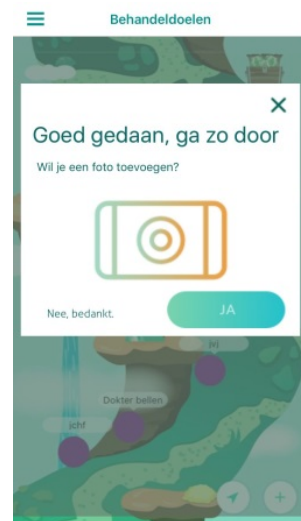 Behandeldoelen
Goed gedaan, ga zo door
Wil je een foto toevoegen?
Nee, bedankt.
JA
jvj
Dokter bellen
jchf